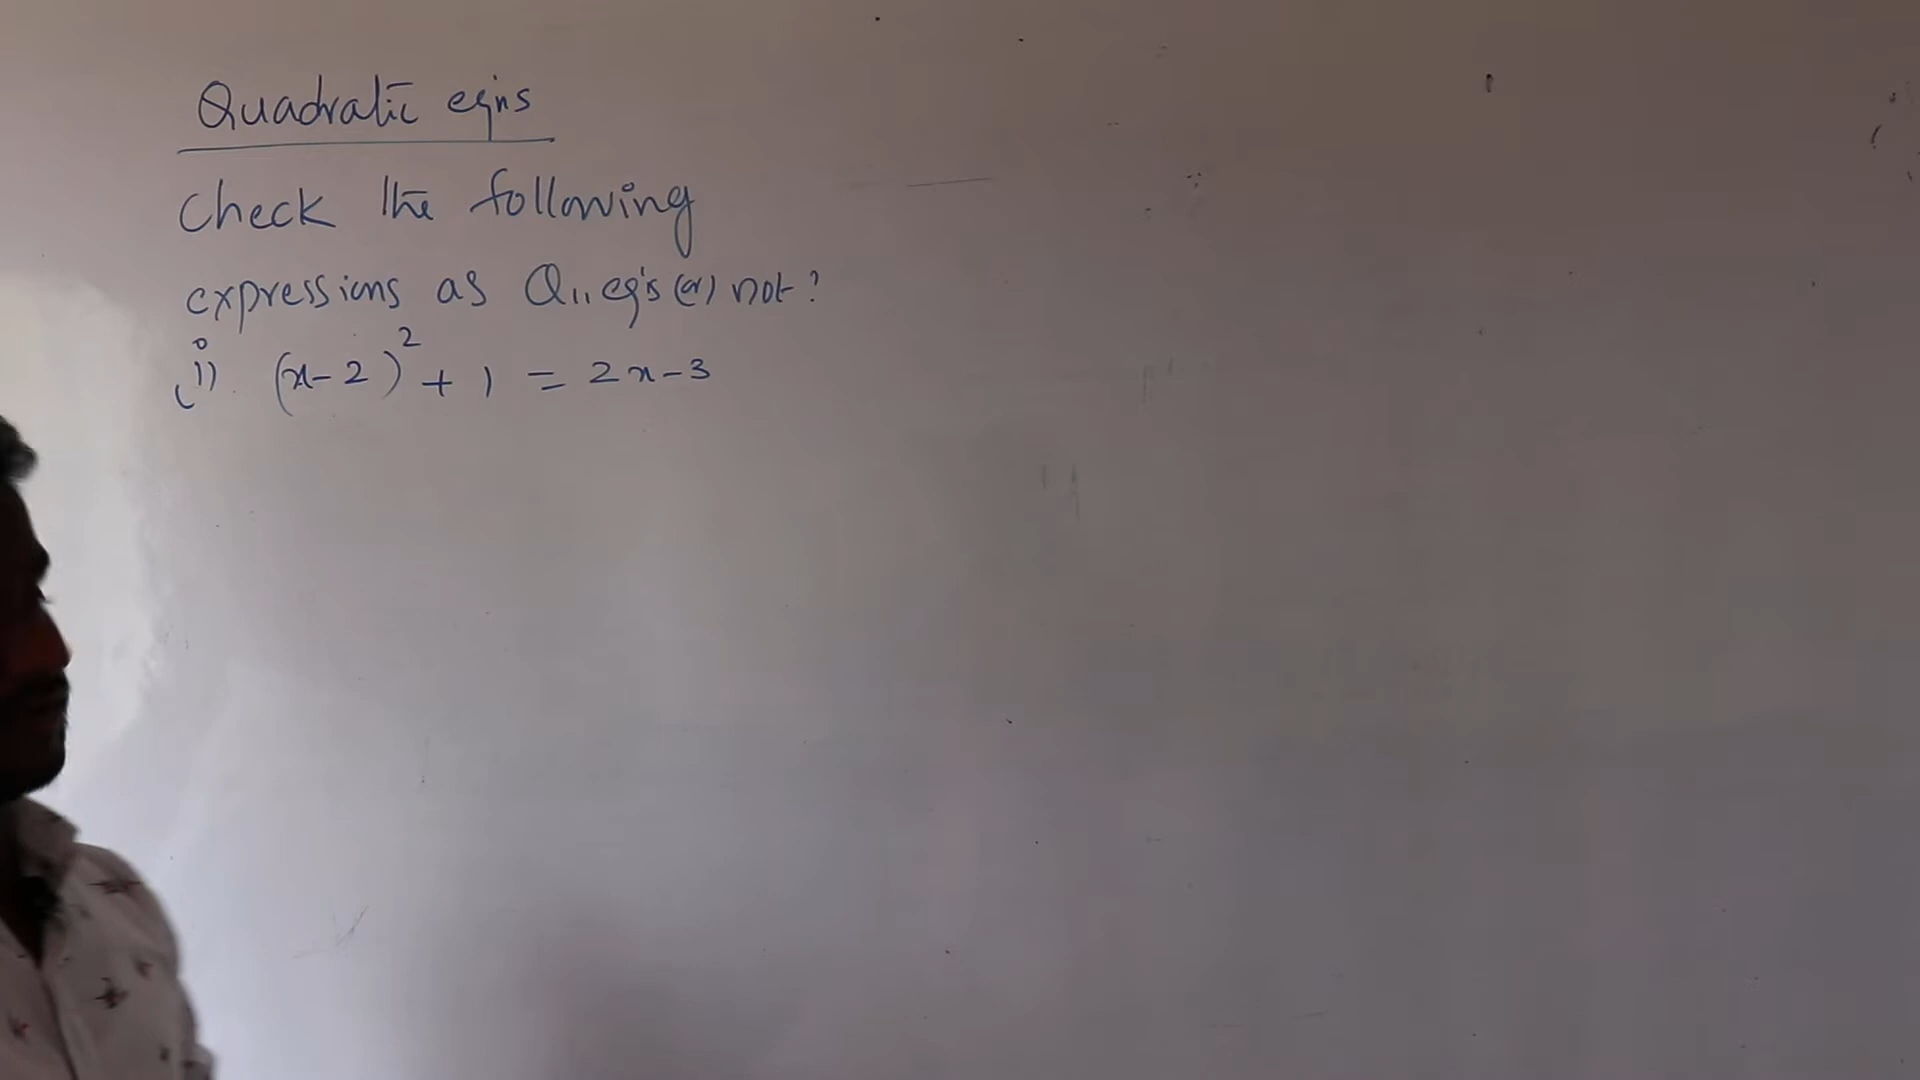 Quadratic eqns
Check the following
expressions as Q,, eq's (or) not?
(i) (x-2)² + 1 = 2x-3